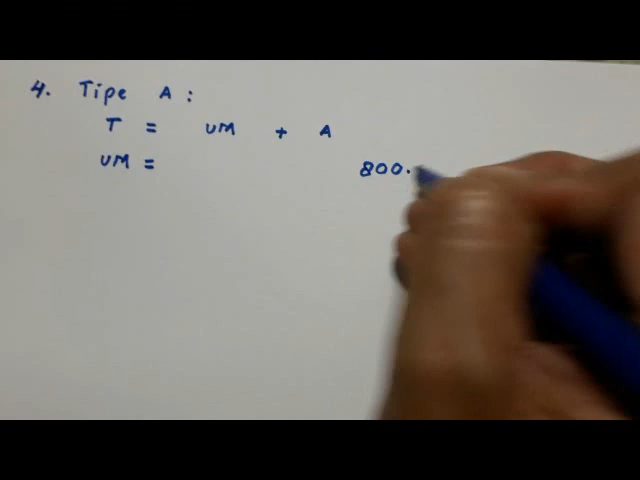 4. Tipe A:
T = UM + A
UM = 800.